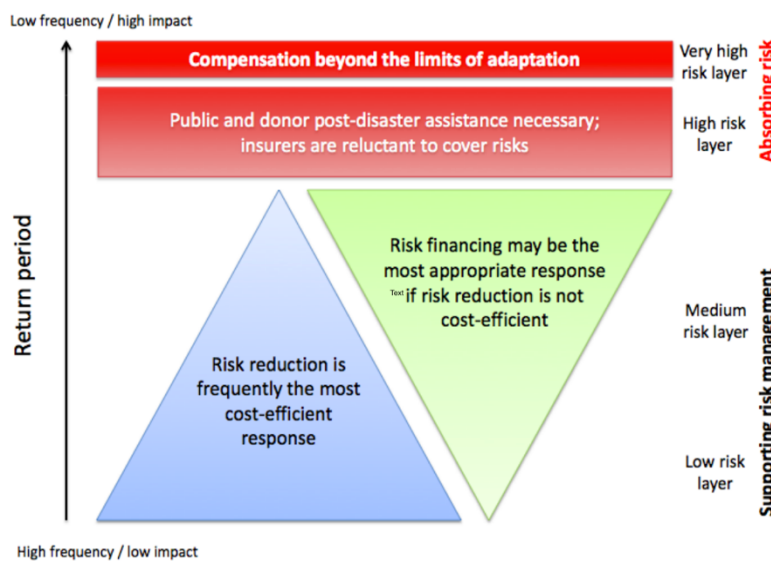 Low frequency / high impact
Compensation beyond the limits of adaptation
Very high
risk layer
Public and donor post-disaster assistance necessary;
insurers are reluctant to cover risks
High risk
layer
Absorbing risk
Return period
Risk financing may be the
most appropriate response
Text if risk reduction is not
cost-efficient
Medium
risk layer
Risk reduction is
frequently the most
cost-efficient
response
Low risk
layer
Supporting risk management
High frequency / low impact